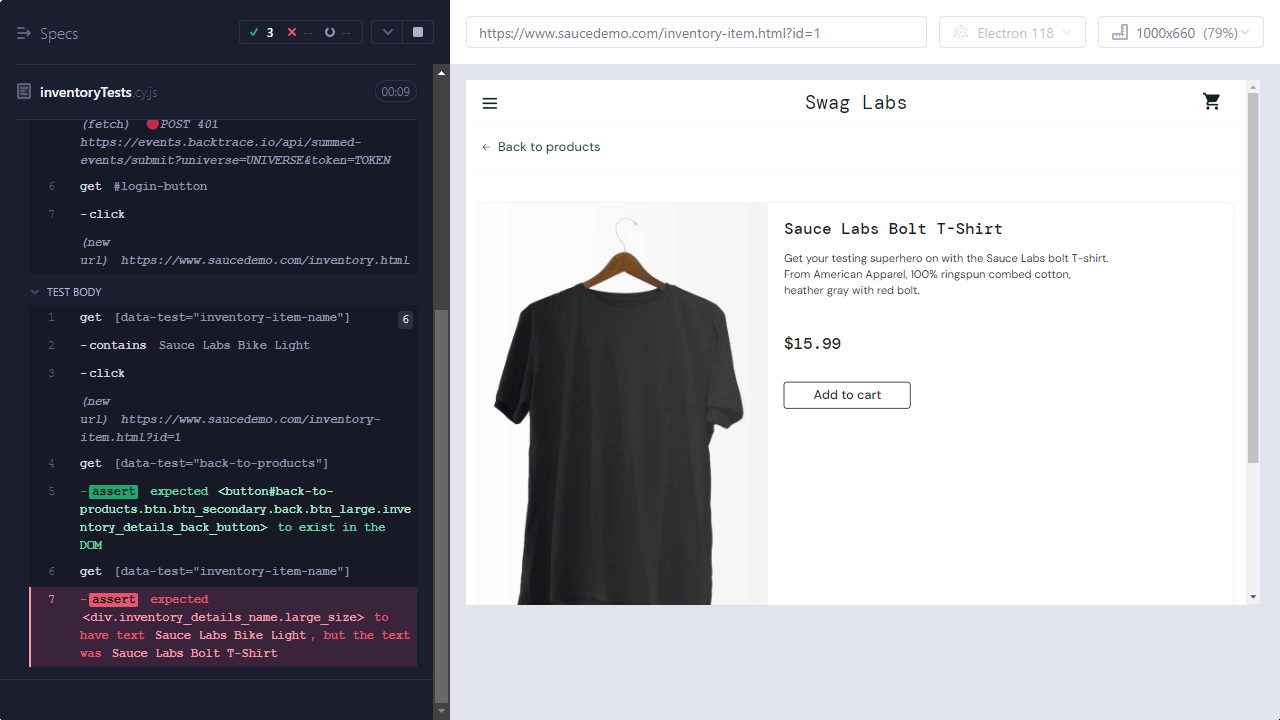 Specs
3 -- --
inventoryTests.cy.js 00:09
(fetch) POST 401
https://events.backtrace.io/api/summed-
events/submit?universe=UNIVERSE&token=TOKEN
6 get #login-button
7 -click
(new
url) https://www.saucedemo.com/inventory.html
TEST BODY
1 get [data-test="inventory-item-name"] 6
2 -contains Sauce Labs Bike Light
3 -click
(new
url) https://www.saucedemo.com/inventory-
item.html?id=1
4 get [data-test="back-to-products"]
5 -assert expected <button#back-to-
products.btn.btn_secondary.back.btn_large.inve
ntory_details_back_button> to exist in the
DOM
6 get [data-test="inventory-item-name"]
7 -assert expected
<div.inventory_details_name.large_size> to
have text Sauce Labs Bike Light, but the text
was Sauce Labs Bolt T-Shirt
https://www.saucedemo.com/inventory-item.html?id=1
Electron 118
1000x660 (79%)
Swag Labs
Back to products
Sauce Labs Bolt T-Shirt
Get your testing superhero on with the Sauce Labs bolt T-shirt.
From American Apparel, 100% ringspun combed cotton,
heather gray with red bolt.
$15.99
Add to cart